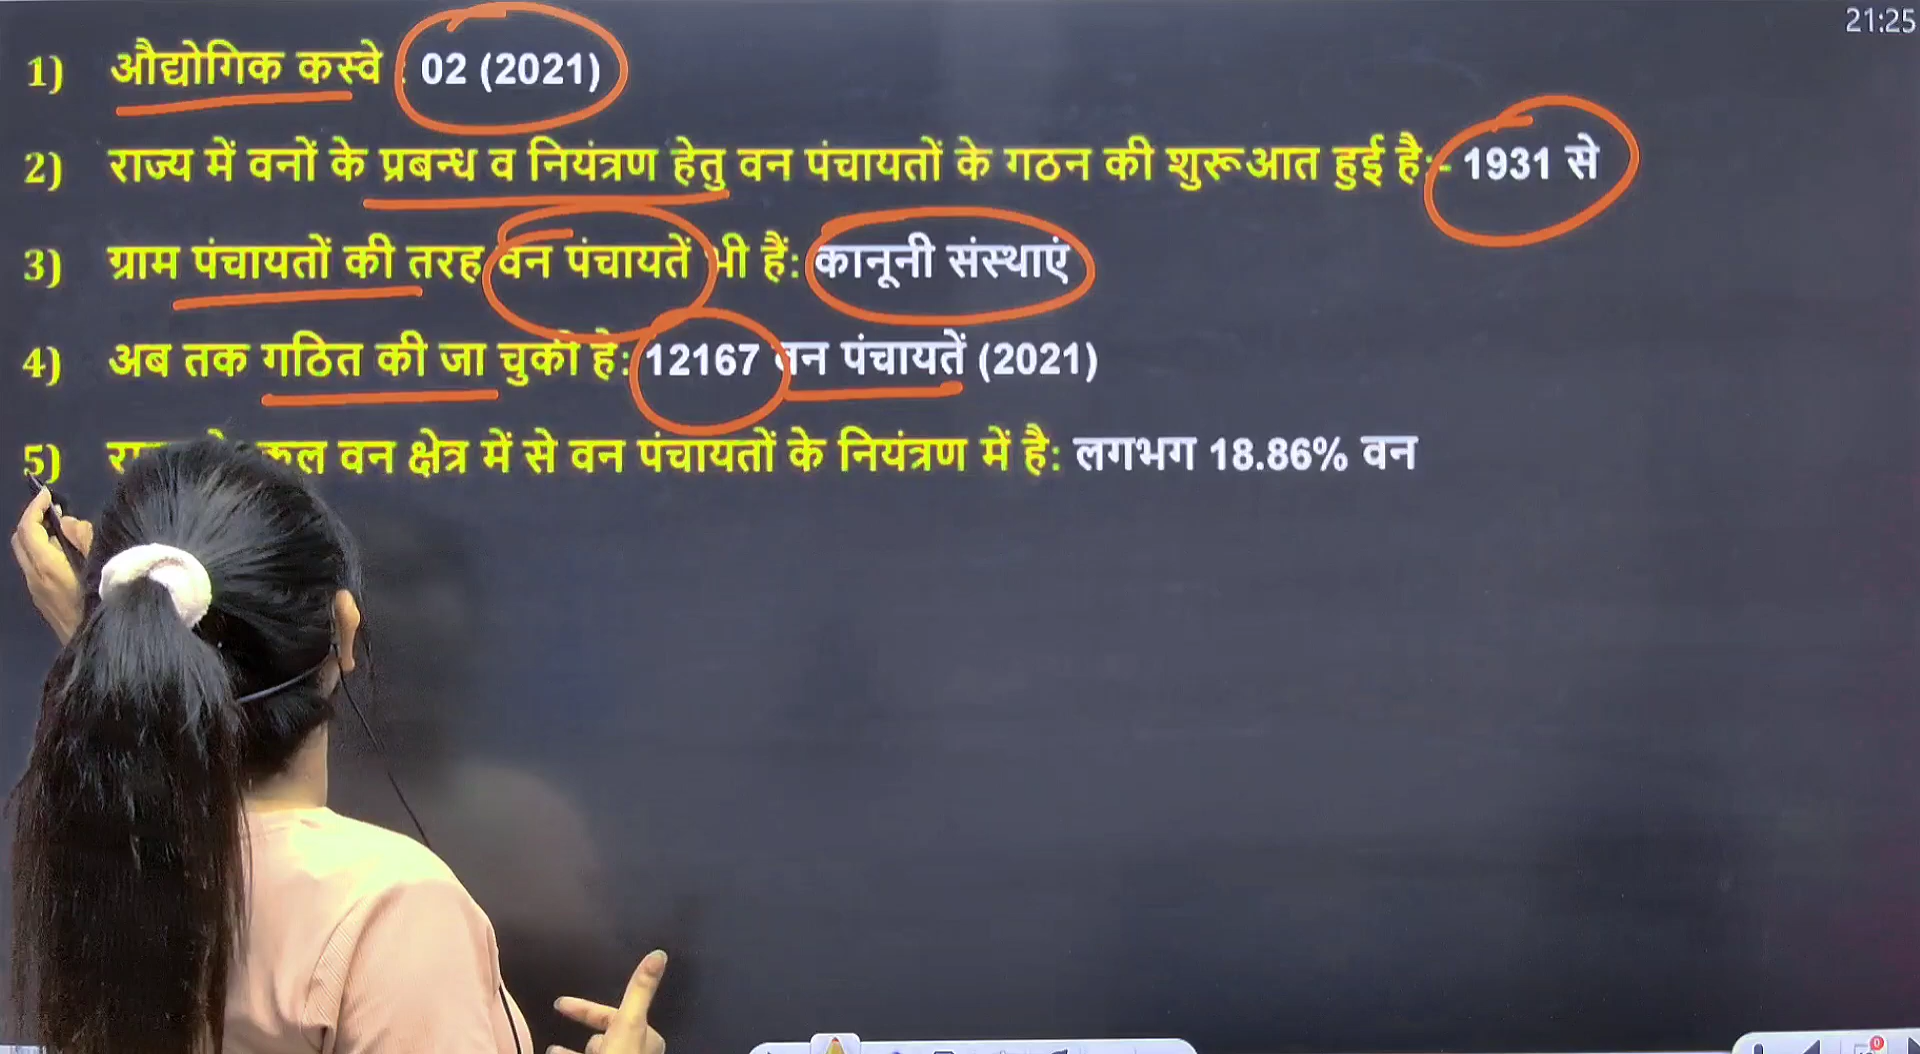 21:25
1) औद्योगिक कस्वे : 02 (2021)
2) राज्य में वनों के प्रबन्ध व नियंत्रण हेतु वन पंचायतों के गठन की शुरूआत हुई है:- 1931 से
3) ग्राम पंचायतों की तरह वन पंचायतें भी हैं: कानूनी संस्थाएं
4) अब तक गठित की जा चुकी है: 12167 वन पंचायतें (2021)
5) वन क्षेत्र में से वन पंचायतों के नियंत्रण में है: लगभग 18.86% वन